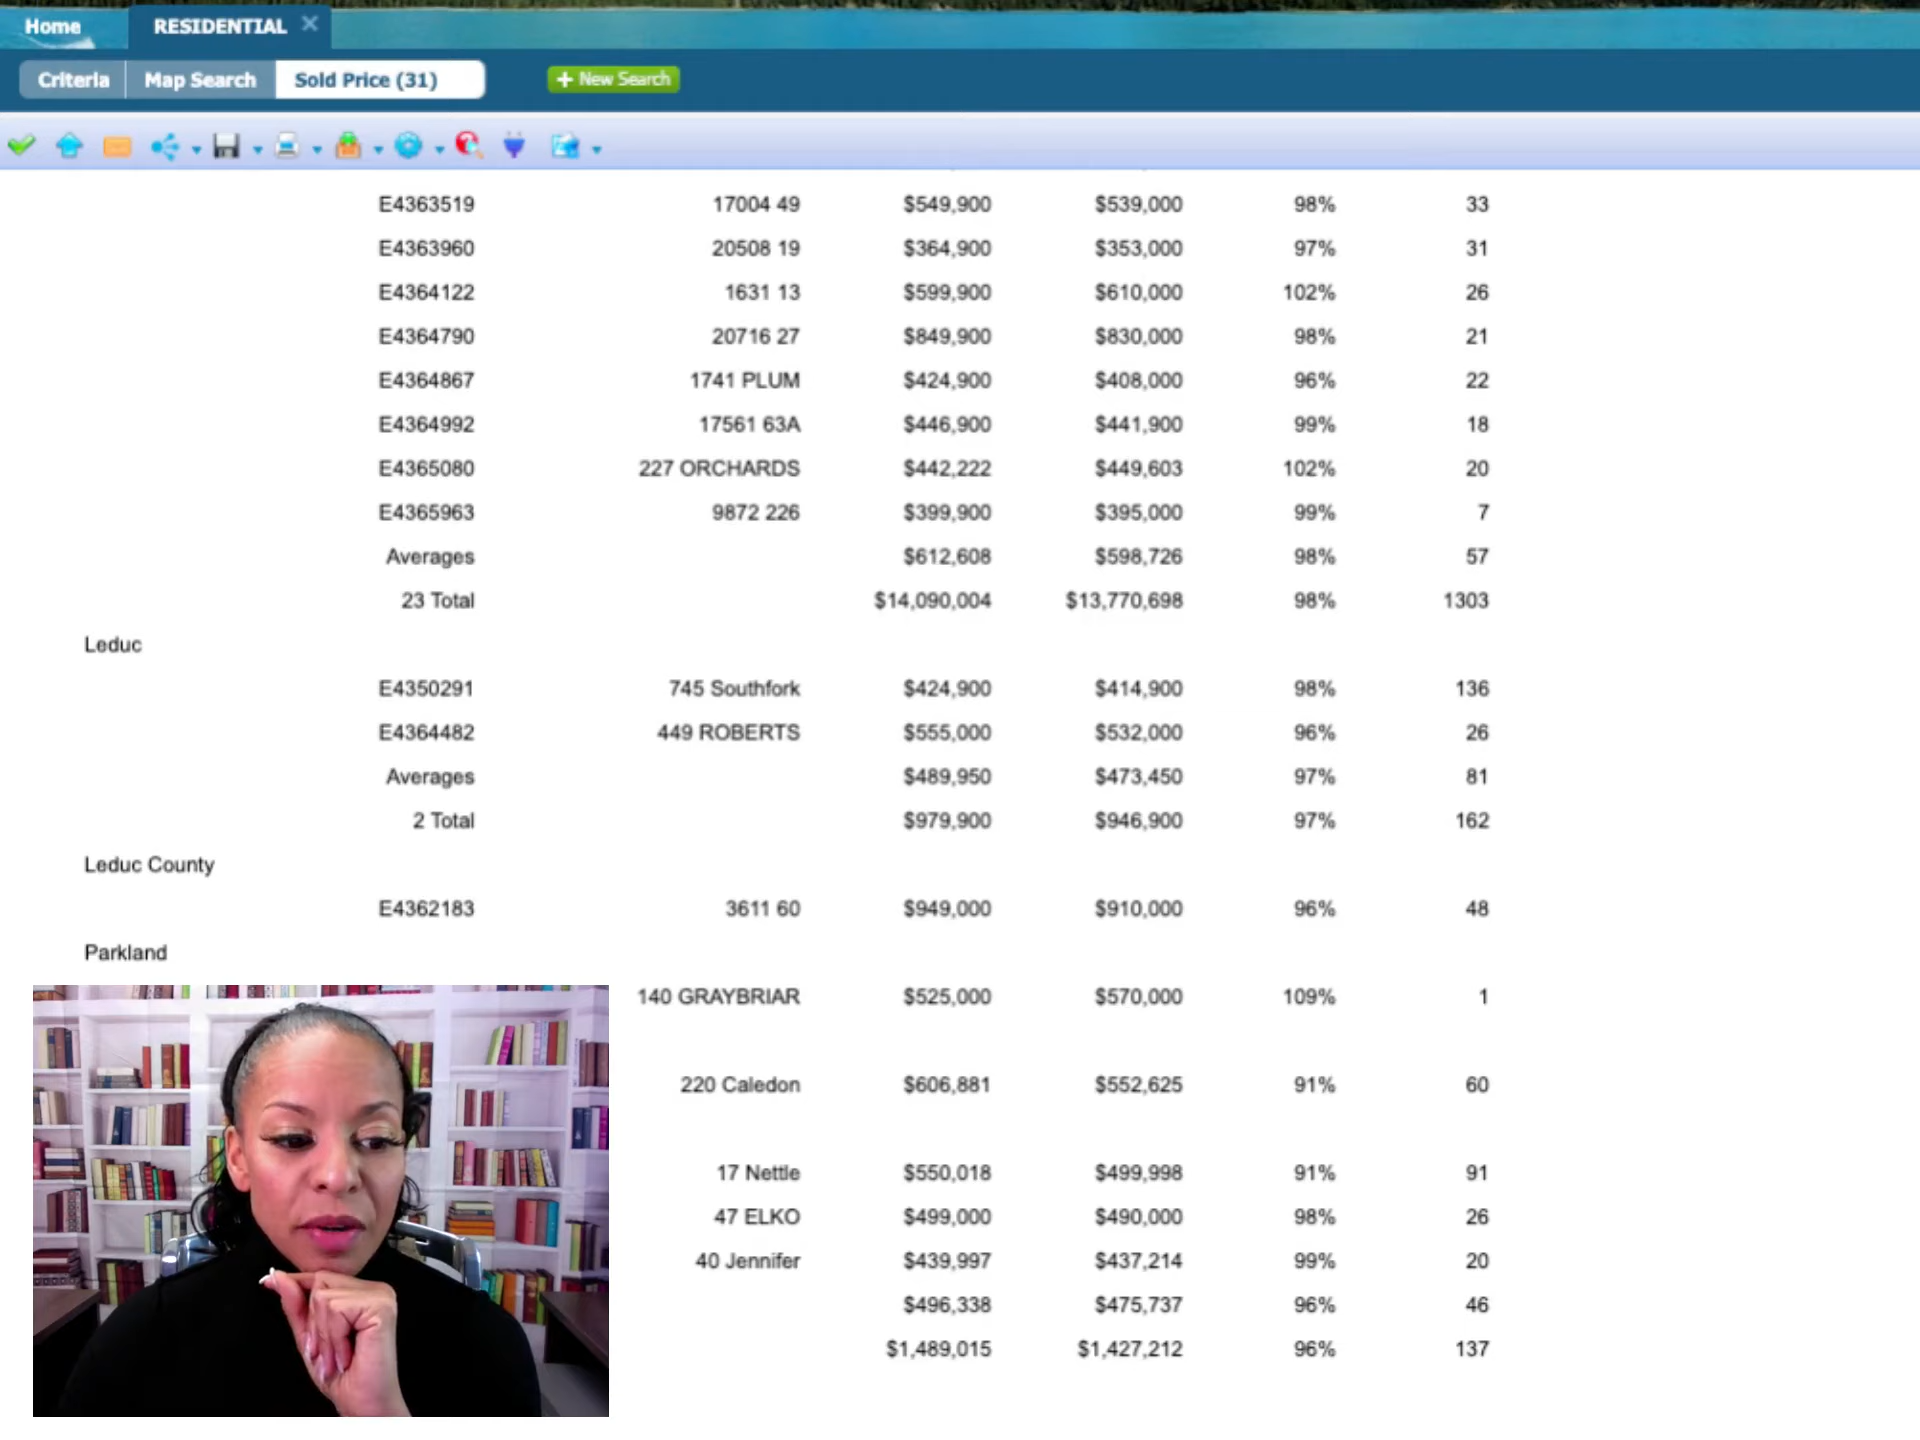 Home RESIDENTIAL
Criteria Map Search Sold Price (31) New Search
E4363519 17004 49 $549,900 $539,000 98% 33
E4363960 20508 19 $364,900 $353,000 97% 31
E4364122 1631 13 $599,900 $610,000 102% 26
E4364790 20716 27 $849,900 $830,000 98% 21
E4364867 1741 PLUM $424,900 $408,000 96% 22
E4364992 17561 63A $446,900 $441,900 99% 18
E4365080 227 ORCHARDS $442,222 $449,603 102% 20
E4365963 9872 226 $399,900 $395,000 99% 7
Averages $612,608 $598,726 98% 57
23 Total $14,090,004 $13,770,698 98% 1303
Leduc
E4350291 745 Southfork $424,900 $414,900 98% 136
E4364482 449 ROBERTS $555,000 $532,000 96% 26
Averages $489,950 $473,450 97% 81
2 Total $979,900 $946,900 97% 162
Leduc County
E4362183 3611 60 $949,000 $910,000 96% 48
Parkland
140 GRAYBRIAR $525,000 $570,000 109% 1
220 Caledon $606,881 $552,625 91% 60
17 Nettle $550,018 $499,998 91% 91
47 ELKO $499,000 $490,000 98% 26
40 Jennifer $439,997 $437,214 99% 20
$496,338 $475,737 96% 46
$1,489,015 $1,427,212 96% 137